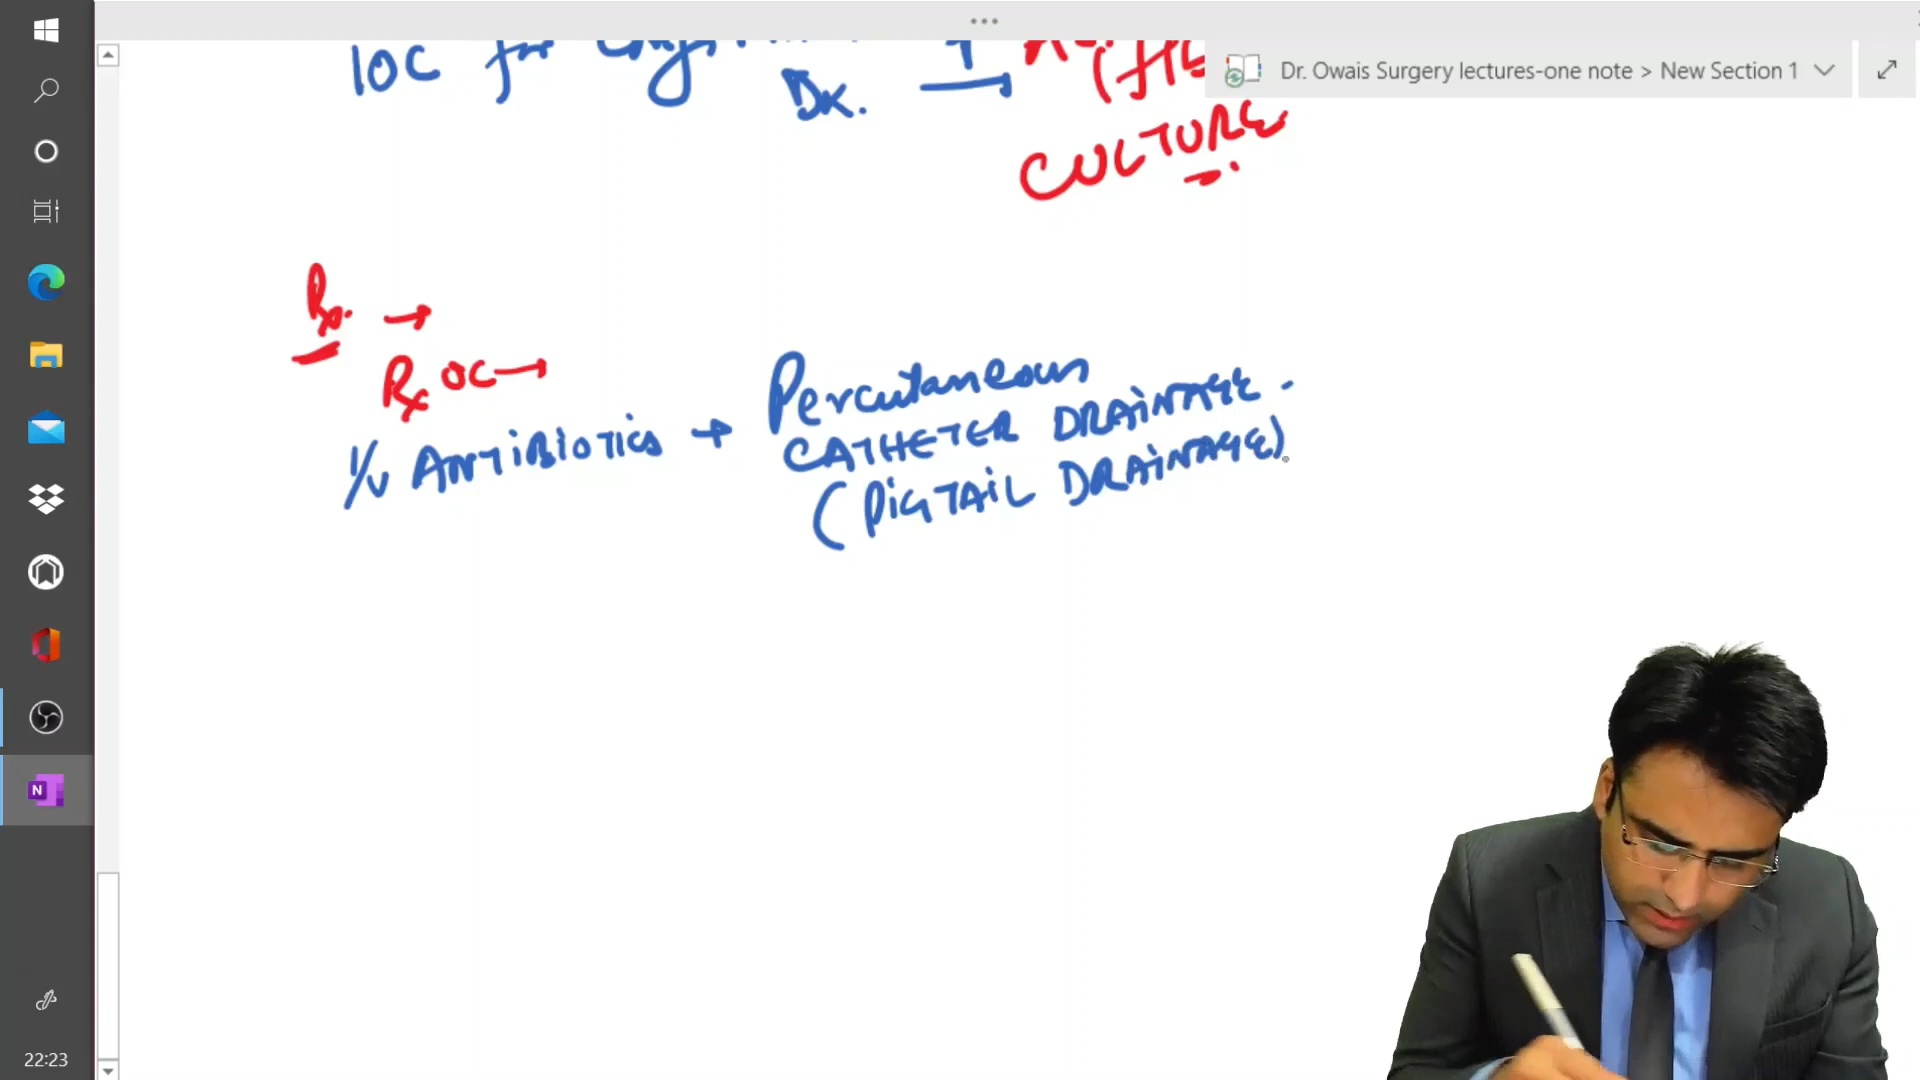 IOC for
Dx.
Dr. Owais Surgery lectures-one note > New Section 1
CULTURE
Rx. →
Rx OC →
I/V ANTIBIOTICS + Percutaneous
CATHETER DRAINAGE.
(PIGTAIL DRAINAGE)
N
22:23